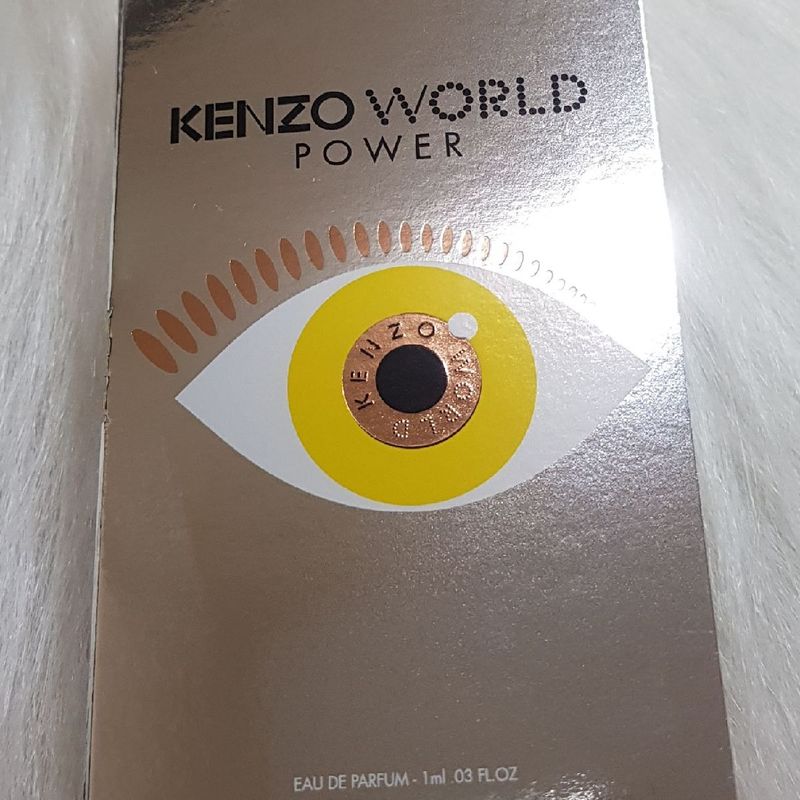 KENZO WORLD
POWER
KENZO WORLD
EAU DE PARFUM - 1ml .03 FL.OZ